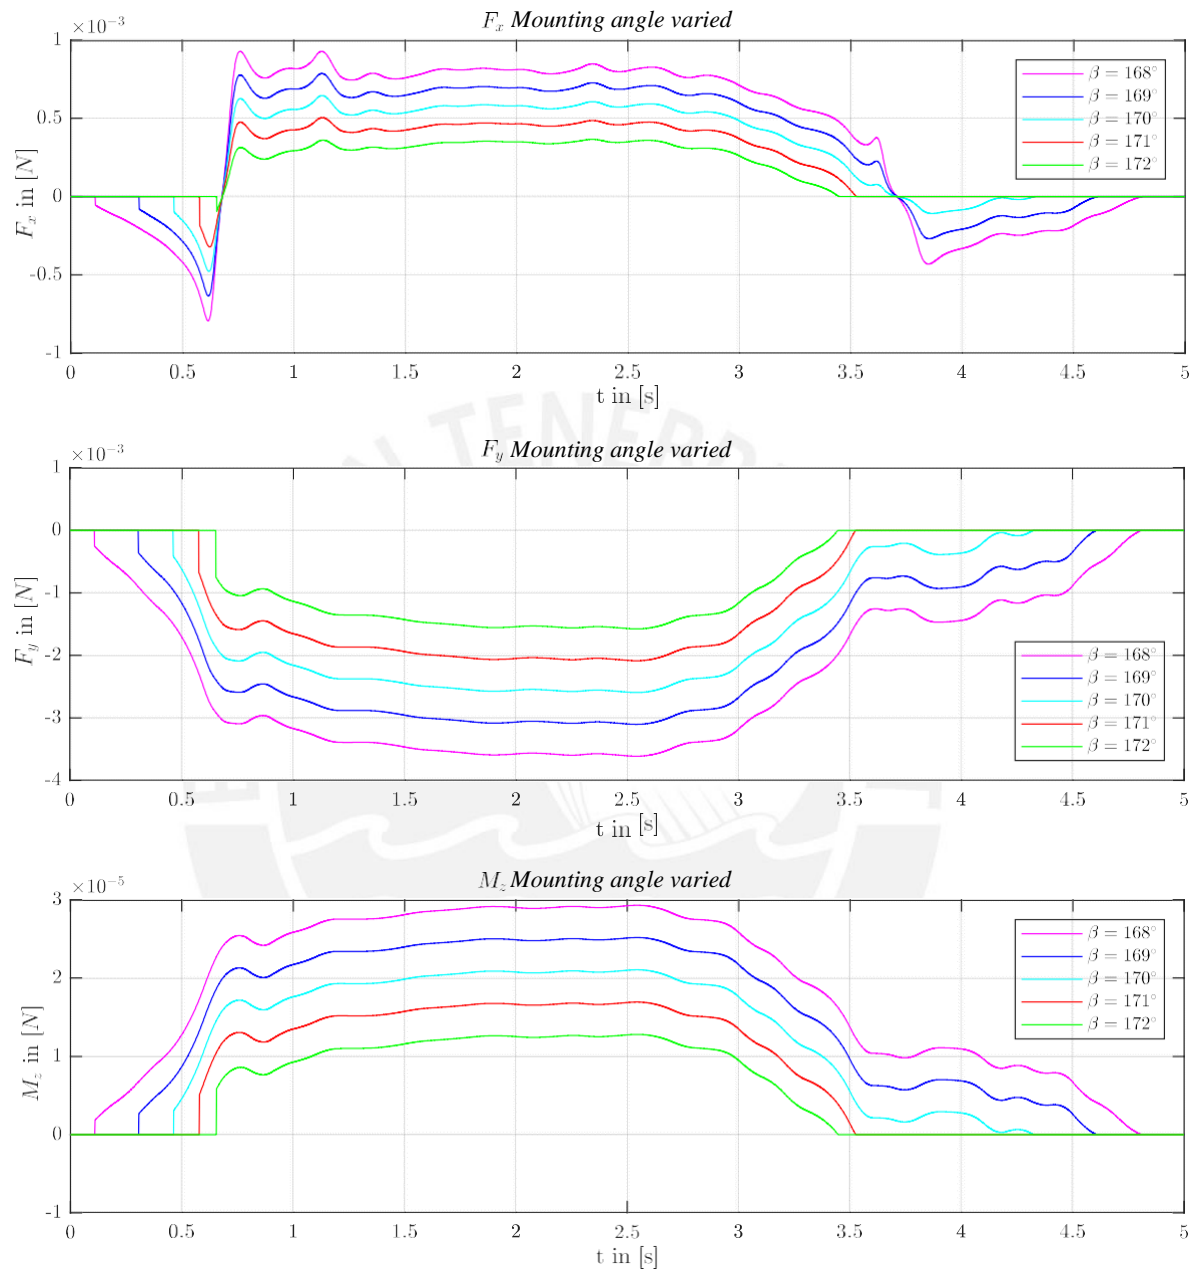 F_x Mounting angle varied
×10⁻³
1
0.5
0
-0.5
-1
F_x in [N]
0 0.5 1 1.5 2 2.5 3 3.5 4 4.5 5
t in [s]
β = 168°
β = 169°
β = 170°
β = 171°
β = 172°
F_y Mounting angle varied
×10⁻³
1
0
-1
-2
-3
-4
F_y in [N]
0 0.5 1 1.5 2 2.5 3 3.5 4 4.5 5
t in [s]
β = 168°
β = 169°
β = 170°
β = 171°
β = 172°
M_z Mounting angle varied
×10⁻⁵
3
2
1
0
-1
M_z in [N]
0 0.5 1 1.5 2 2.5 3 3.5 4 4.5 5
t in [s]
β = 168°
β = 169°
β = 170°
β = 171°
β = 172°